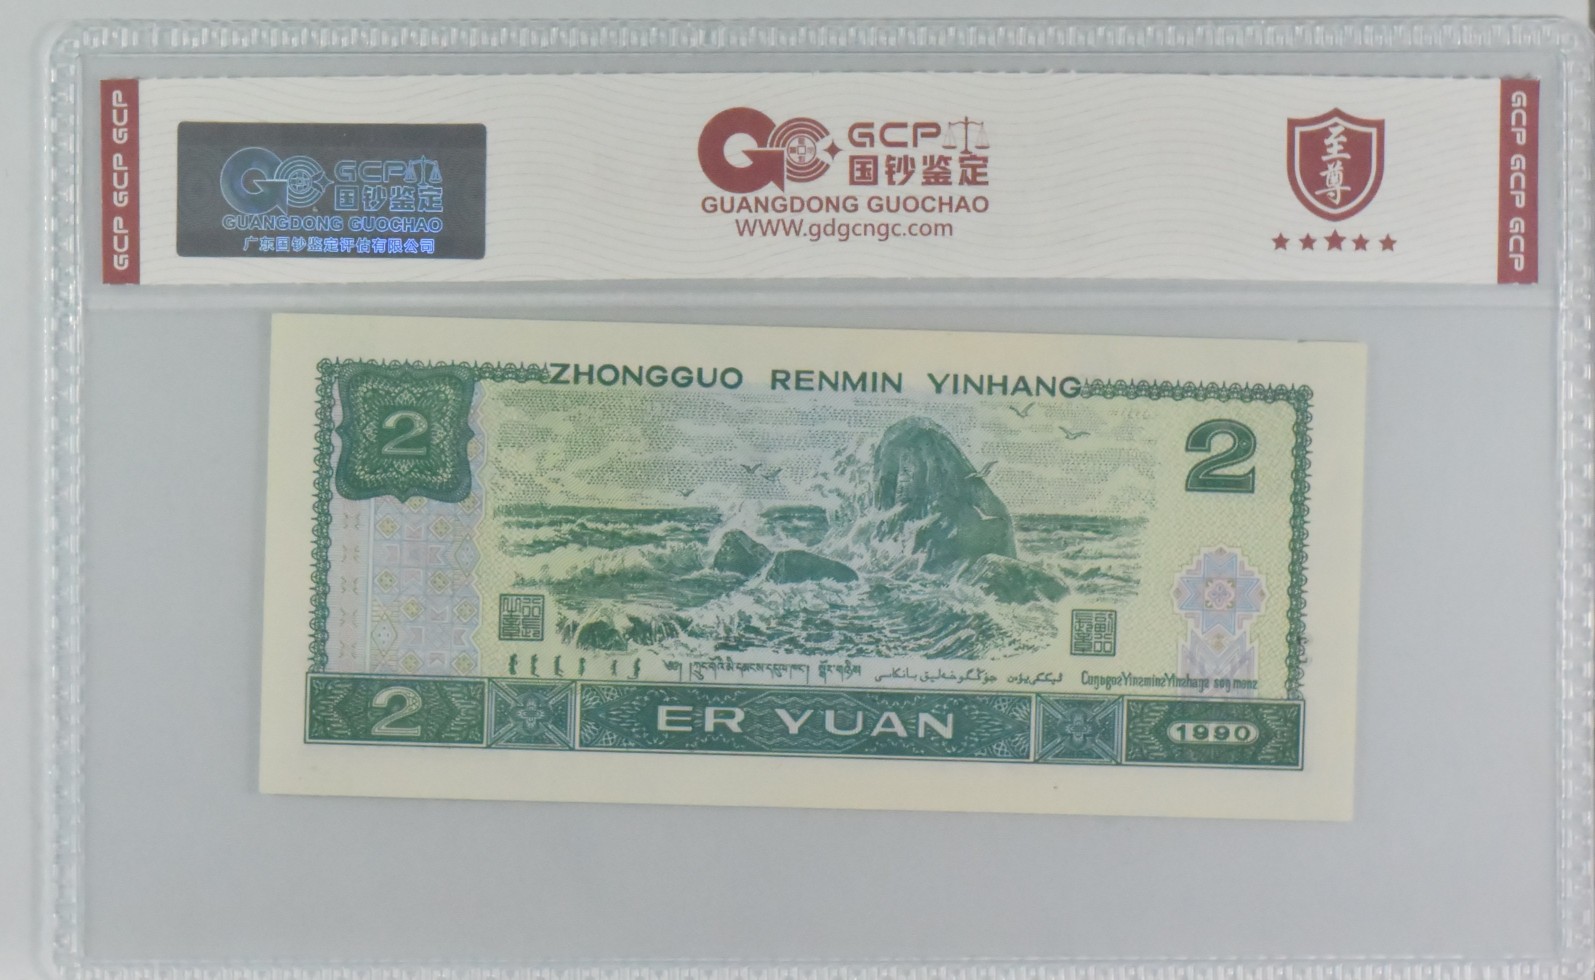 GCP GCP GCP
GCP
国钞鉴定
GUANGDONG GUOCHAO
广东国钞鉴定评估有限公司
GCP
国钞鉴定
GUANGDONG GUOCHAO
WWW.gdgcngc.com
至尊
GCP GCP GCP
ZHONGGUO RENMIN YINHANG
2
2
2
ER YUAN
1990